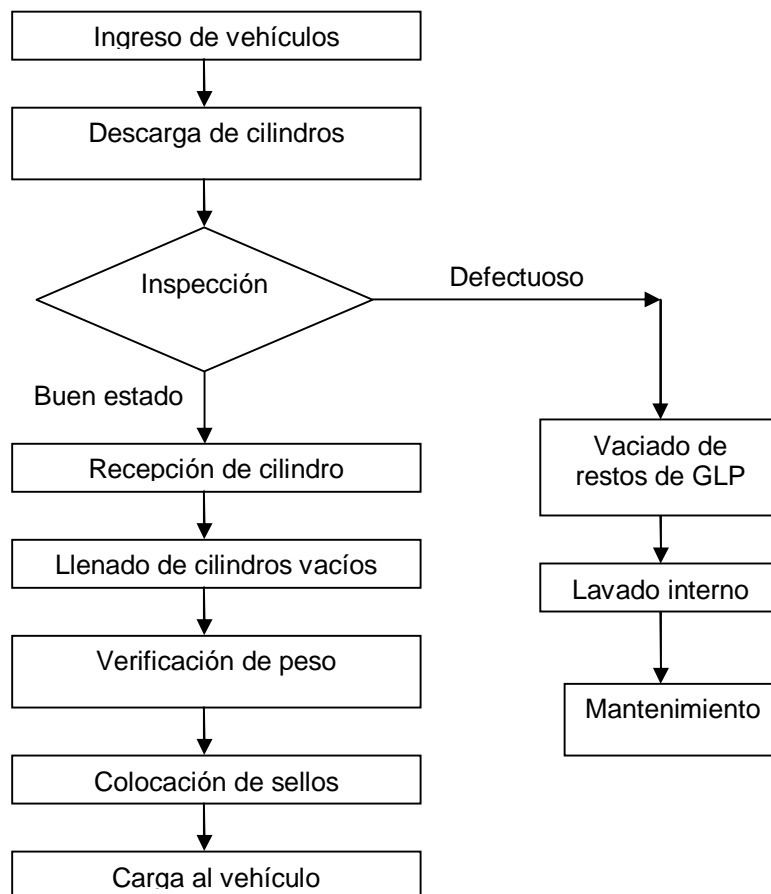 Ingreso de vehículos
Descarga de cilindros
Inspección
Defectuoso
Buen estado
Recepción de cilindro
Llenado de cilindros vacíos
Verificación de peso
Colocación de sellos
Carga al vehículo
Vaciado de
restos de GLP
Lavado interno
Mantenimiento